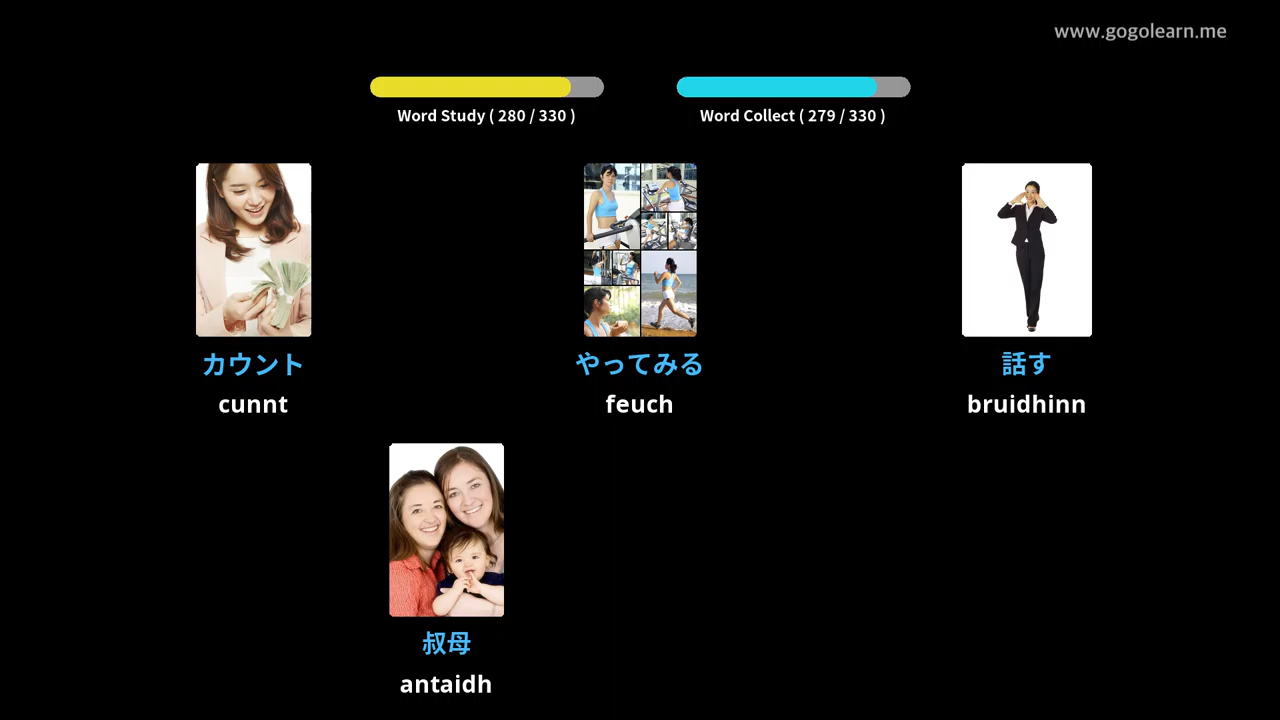 www.gogolearn.me
Word Study ( 280 / 330 )
Word Collect ( 279 / 330 )
カウント
やってみる
話す
cunnt
feuch
bruidhinn
叔母
antaidh